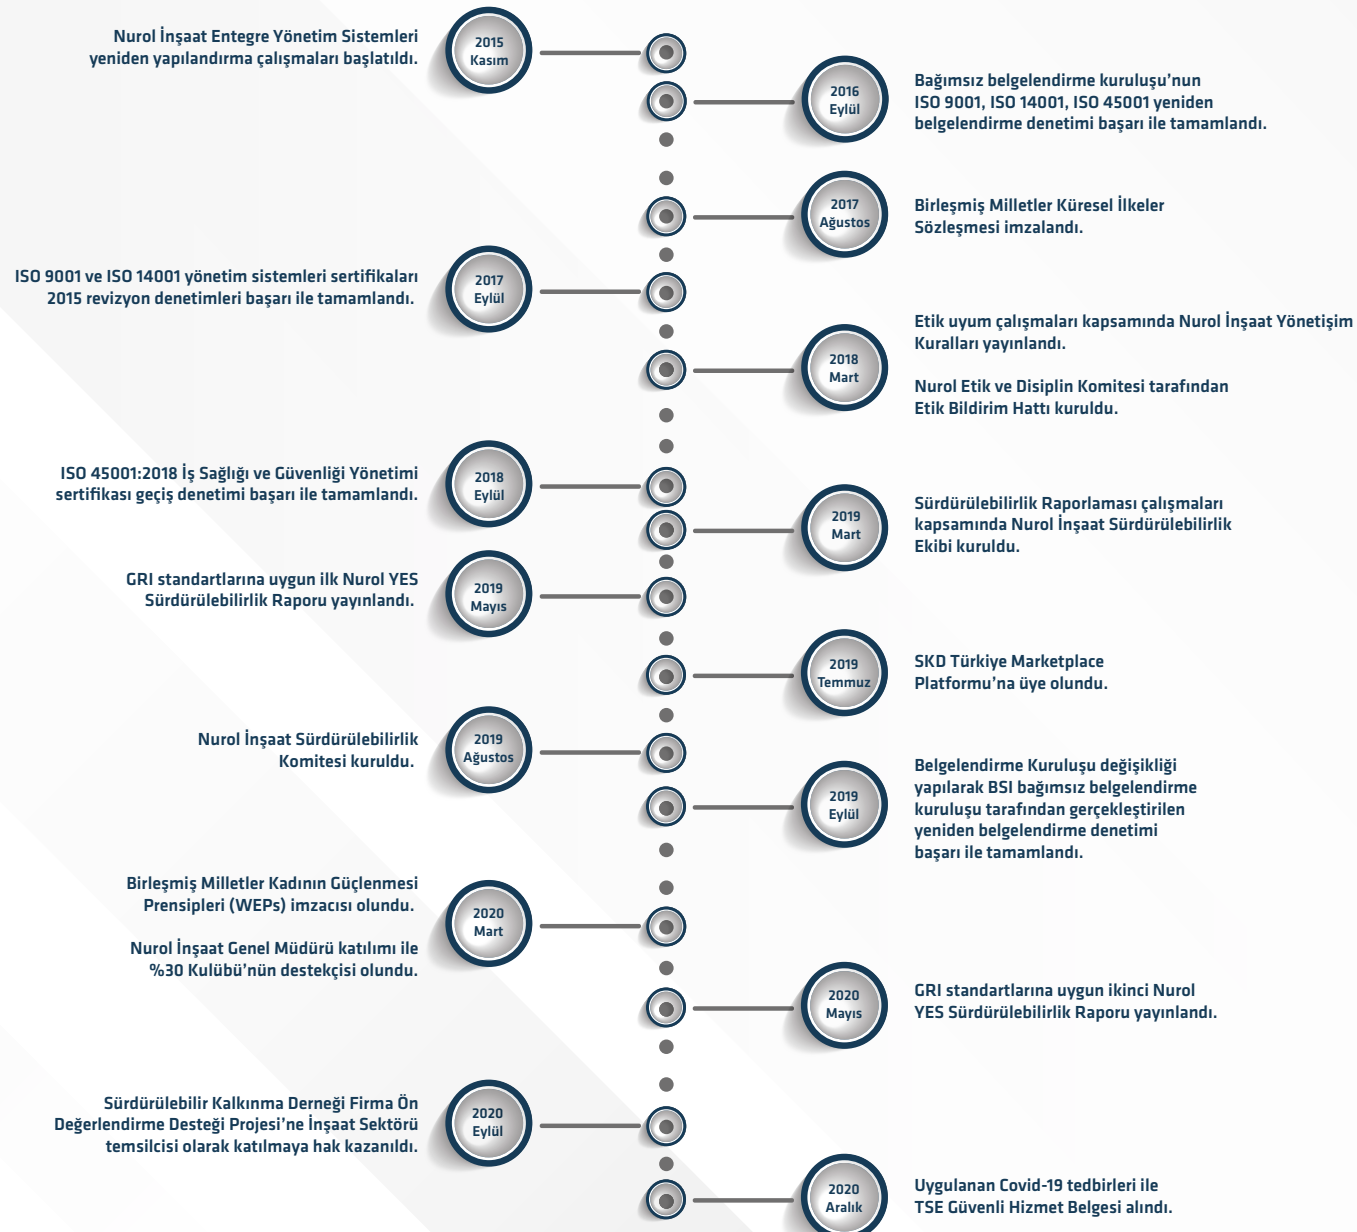 2015
Kasım
Nurol İnşaat Entegre Yönetim Sistemleri
yeniden yapılandırma çalışmaları başlatıldı.
2016
Eylül
Bağımsız belgelendirme kuruluşu’nun
ISO 9001, ISO 14001, ISO 45001 yeniden
belgelendirme denetimi başarı ile tamamlandı.
2017
Ağustos
Birleşmiş Milletler Küresel İlkeler
Sözleşmesi imzalandı.
2017
Eylül
ISO 9001 ve ISO 14001 yönetim sistemleri sertifikaları
2015 revizyon denetimleri başarı ile tamamlandı.
2018
Mart
Etik uyum çalışmaları kapsamında Nurol İnşaat Yönetişim
Kuralları yayınlandı.
Nurol Etik ve Disiplin Komitesi tarafından
Etik Bildirim Hattı kuruldu.
2018
Eylül
ISO 45001:2018 İş Sağlığı ve Güvenliği Yönetimi
sertifikası geçiş denetimi başarı ile tamamlandı.
2019
Mart
Sürdürülebilirlik Raporlaması çalışmaları
kapsamında Nurol İnşaat Sürdürülebilirlik
Ekibi kuruldu.
2019
Mayıs
GRI standartlarına uygun ilk Nurol YES
Sürdürülebilirlik Raporu yayınlandı.
2019
Temmuz
SKD Türkiye Marketplace
Platformu’na üye olundu.
2019
Ağustos
Nurol İnşaat Sürdürülebilirlik
Komitesi kuruldu.
2019
Eylül
Belgelendirme Kuruluşu değişikliği
yapılarak BSI bağımsız belgelendirme
kuruluşu tarafından gerçekleştirilen
yeniden belgelendirme denetimi
başarı ile tamamlandı.
2020
Mart
Birleşmiş Milletler Kadının Güçlenmesi
Prensipleri (WEPs) imzacısı olundu.
Nurol İnşaat Genel Müdürü katılımı ile
%30 Kulübü’nün destekçisi olundu.
2020
Mayıs
GRI standartlarına uygun ikinci Nurol
YES Sürdürülebilirlik Raporu yayınlandı.
2020
Eylül
Sürdürülebilir Kalkınma Derneği Firma Ön
Değerlendirme Desteği Projesi’ne İnşaat Sektörü
temsilcisi olarak katılmaya hak kazanıldı.
2020
Aralık
Uygulanan Covid-19 tedbirleri ile
TSE Güvenli Hizmet Belgesi alındı.